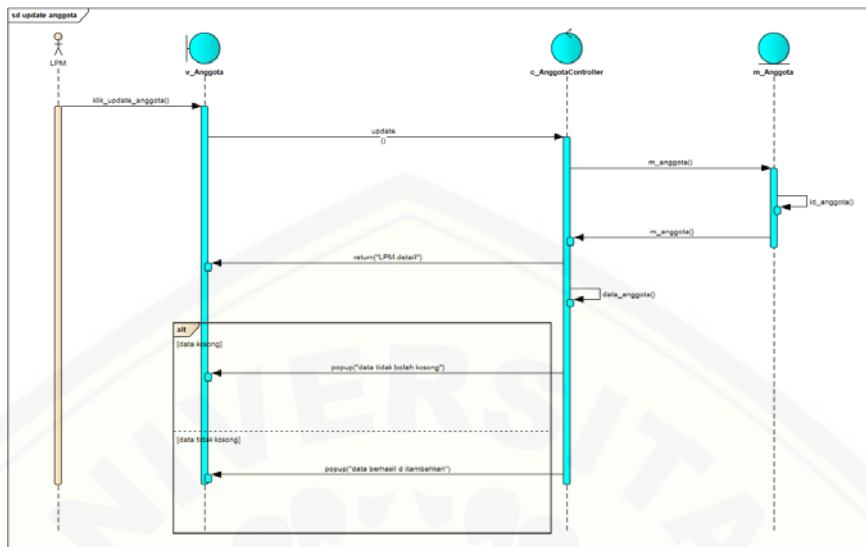 sd update anggota
LPM
v_Anggota
c_AnggotaController
m_Anggota
klik_update_anggota()
update
()
m_anggota()
id_anggota()
m_anggota()
return("LPM.detail")
data_anggota()
alt
[data kosong]
popup("data tidak boleh kosong")
[data tidak kosong]
popup("data berhasil d itambahkan")
UNIVERSITA